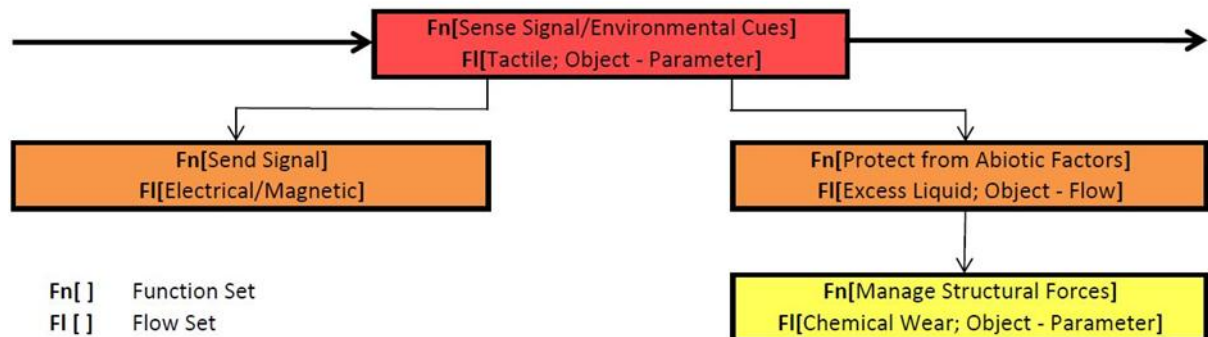 Fn[Sense Signal/Environmental Cues]
Fl[Tactile; Object - Parameter]
Fn[Send Signal]
Fl[Electrical/Magnetic]
Fn[Protect from Abiotic Factors]
Fl[Excess Liquid; Object - Flow]
Fn[ ] Function Set
Fl [ ] Flow Set
Fn[Manage Structural Forces]
Fl[Chemical Wear; Object - Parameter]